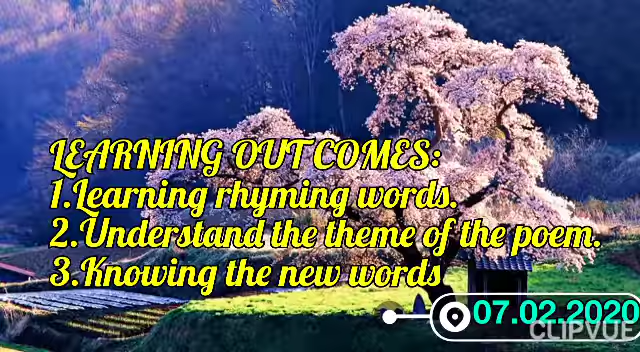 LEARNING OUTCOMES:
1.Learning rhyming words.
2.Understand the theme of the poem.
3.Knowing the new words
07.02.2020
CLIPVUE